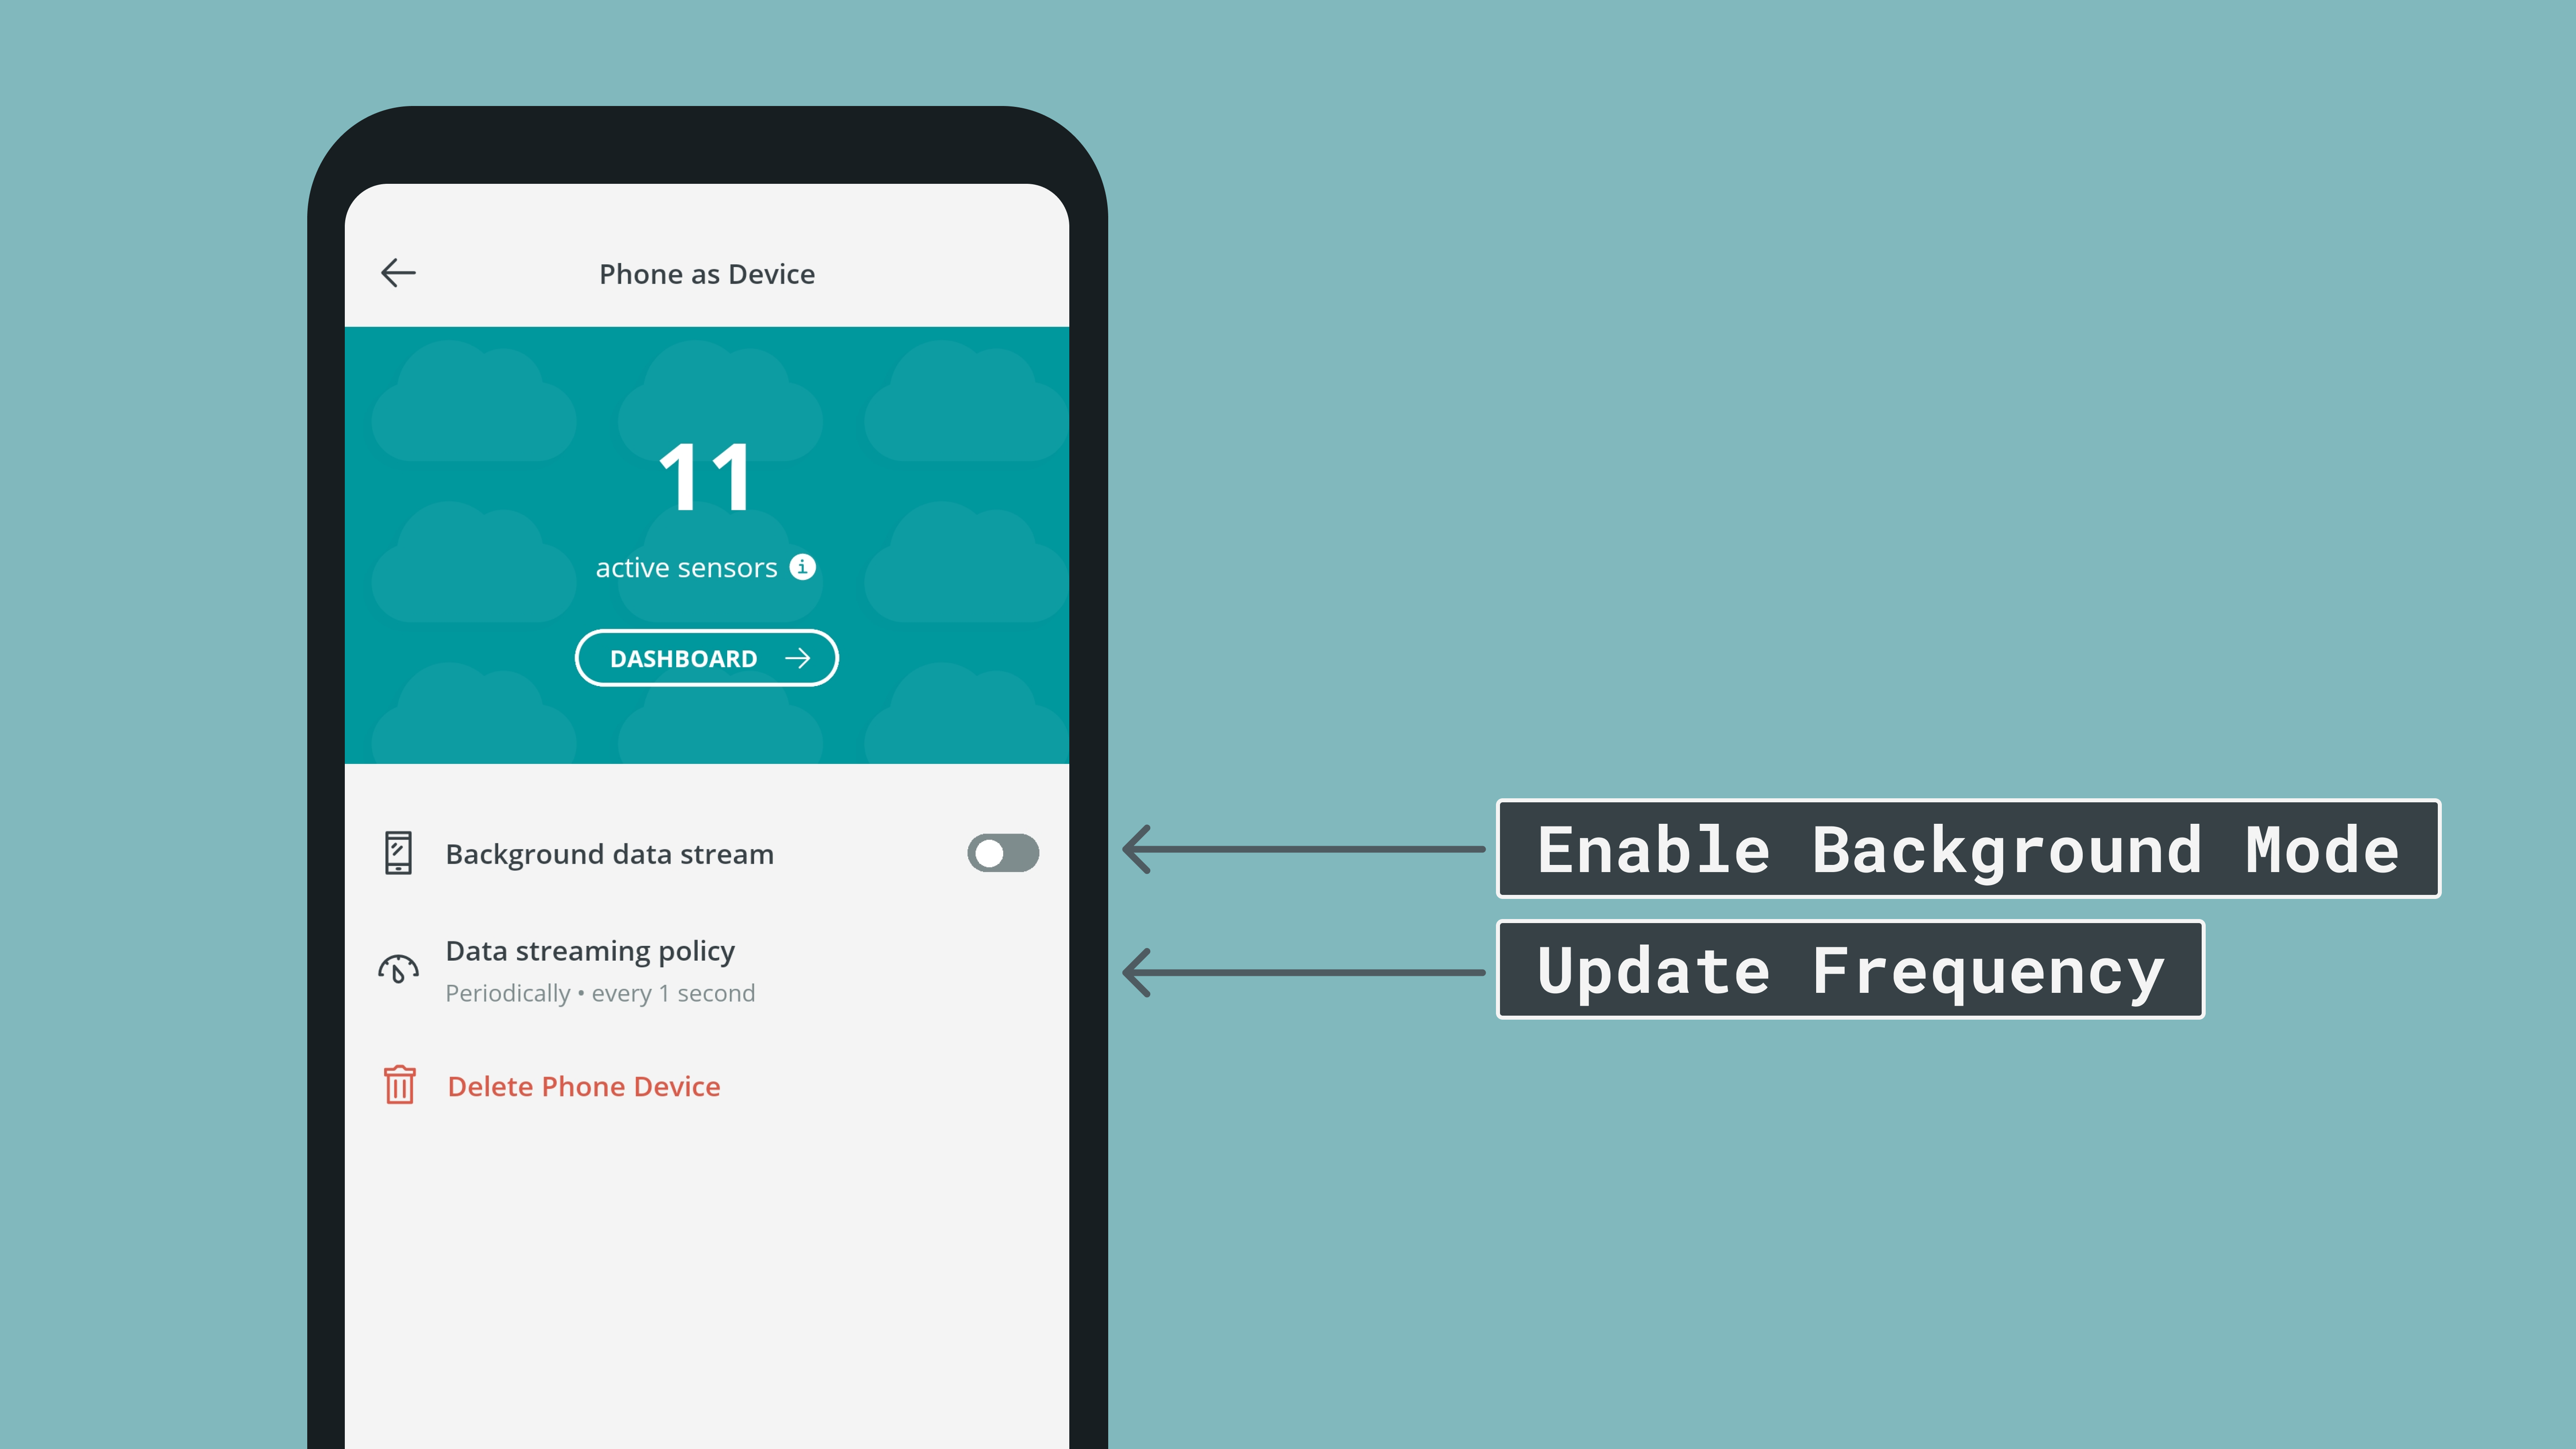 Phone as Device
11
active sensors
DASHBOARD
Background data stream
Enable Background Mode
Data streaming policy
Periodically • every 1 second
Update Frequency
Delete Phone Device